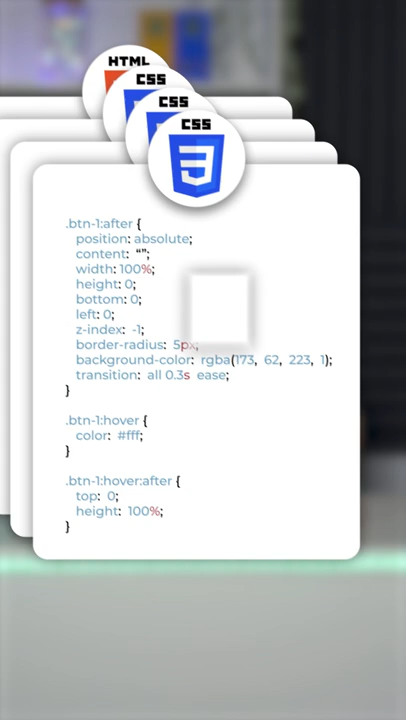 HTML
CSS
CSS
CSS
.btn-1:after {
position: absolute;
content: “”;
width: 100%;
height: 0;
bottom: 0;
left: 0;
z-index: -1;
border-radius: 5px;
background-color: rgba(173, 62, 223, 1);
transition: all 0.3s ease;
}
.btn-1:hover {
color: #fff;
}
.btn-1:hover:after {
top: 0;
height: 100%;
}